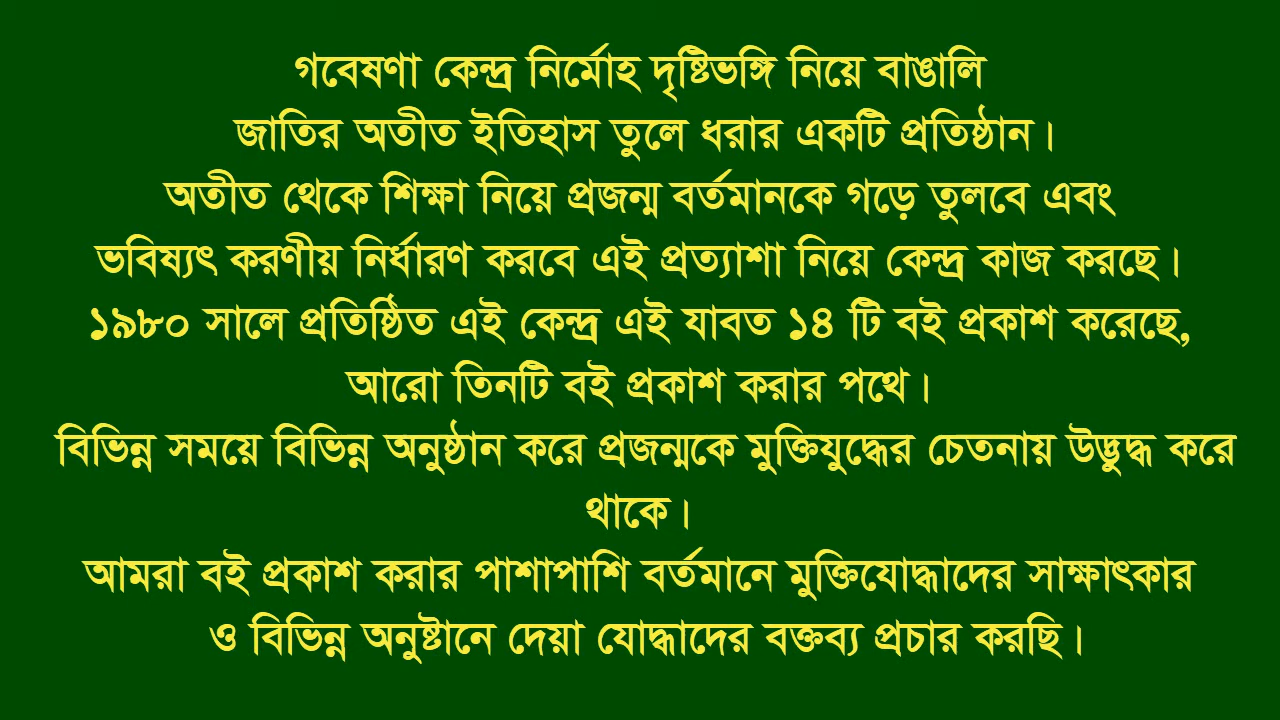 গবেষণা কেন্দ্র নির্মোহ দৃষ্টিভঙ্গি নিয়ে বাঙালি
জাতির অতীত ইতিহাস তুলে ধরার একটি প্রতিষ্ঠান।
অতীত থেকে শিক্ষা নিয়ে প্রজন্ম বর্তমানকে গড়ে তুলবে এবং
ভবিষ্যৎ করণীয় নির্ধারণ করবে এই প্রত্যাশা নিয়ে কেন্দ্র কাজ করছে।
১৯৮০ সালে প্রতিষ্ঠিত এই কেন্দ্র এই যাবত ১৪ টি বই প্রকাশ করেছে,
আরো তিনটি বই প্রকাশ করার পথে।
বিভিন্ন সময়ে বিভিন্ন অনুষ্ঠান করে প্রজন্মকে মুক্তিযুদ্ধের চেতনায় উদ্ভুদ্ধ করে
থাকে।
আমরা বই প্রকাশ করার পাশাপাশি বর্তমানে মুক্তিযোদ্ধাদের সাক্ষাৎকার
ও বিভিন্ন অনুষ্টানে দেয়া যোদ্ধাদের বক্তব্য প্রচার করছি।